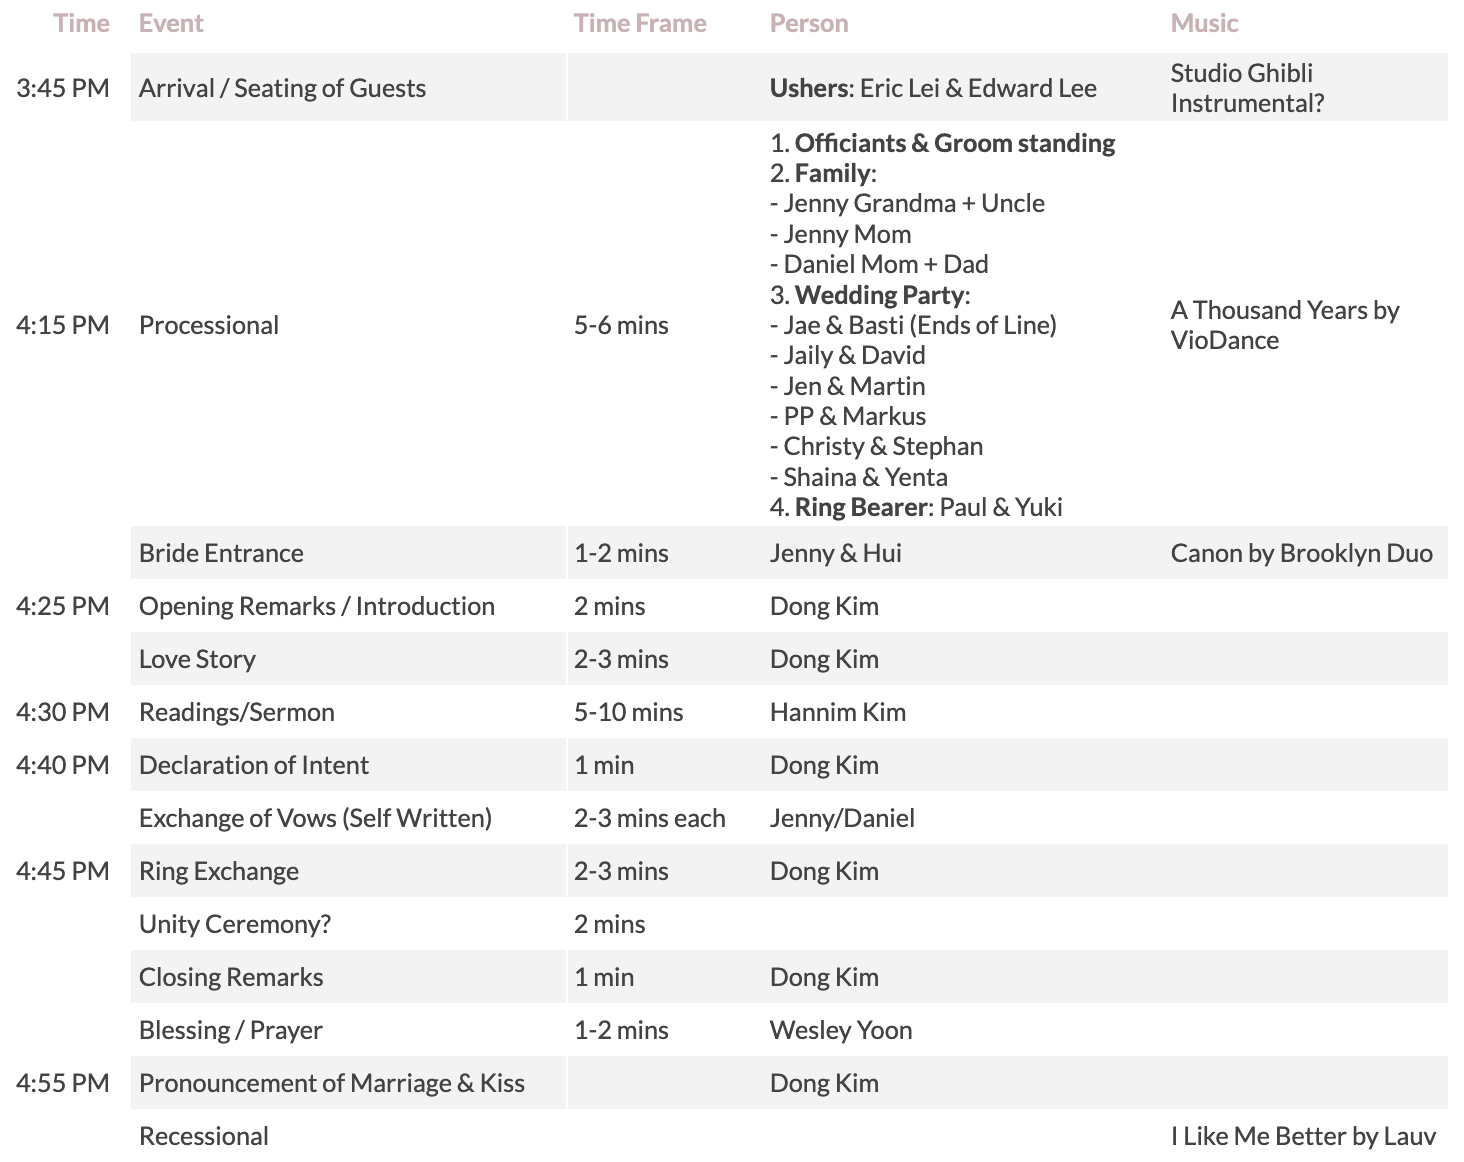 Time Event Time Frame Person Music
3:45 PM Arrival / Seating of Guests Ushers: Eric Lei & Edward Lee Studio Ghibli
Instrumental?
4:15 PM Processional 5-6 mins 1. Officiants & Groom standing
2. Family:
- Jenny Grandma + Uncle
- Jenny Mom
- Daniel Mom + Dad
3. Wedding Party:
- Jae & Basti (Ends of Line)
- Jaily & David
- Jen & Martin
- PP & Markus
- Christy & Stephan
- Shaina & Yenta
4. Ring Bearer: Paul & Yuki
A Thousand Years by
VioDance
Bride Entrance 1-2 mins Jenny & Hui Canon by Brooklyn Duo
4:25 PM Opening Remarks / Introduction 2 mins Dong Kim
Love Story 2-3 mins Dong Kim
4:30 PM Readings/Sermon 5-10 mins Hannim Kim
4:40 PM Declaration of Intent 1 min Dong Kim
Exchange of Vows (Self Written) 2-3 mins each Jenny/Daniel
4:45 PM Ring Exchange 2-3 mins Dong Kim
Unity Ceremony? 2 mins
Closing Remarks 1 min Dong Kim
Blessing / Prayer 1-2 mins Wesley Yoon
4:55 PM Pronouncement of Marriage & Kiss Dong Kim
Recessional I Like Me Better by Lauv